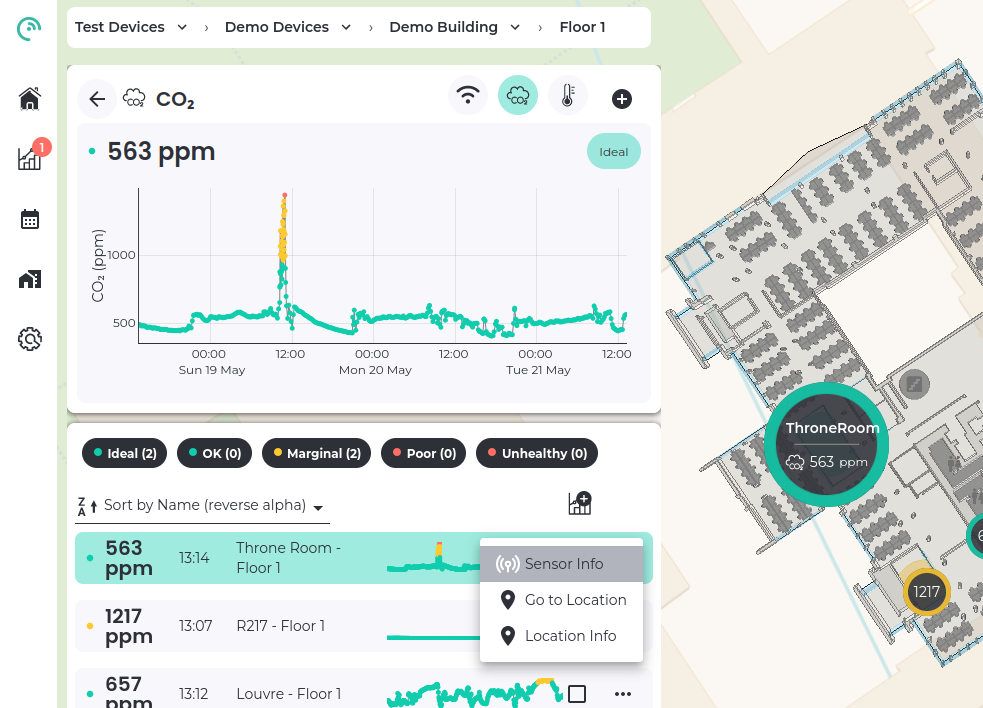 Test Devices › Demo Devices › Demo Building › Floor 1
1
CO₂
CO₂
563 ppm
Ideal
CO₂ (ppm)
1000
500
00:00 12:00 00:00 12:00 00:00 12:00
Sun 19 May Mon 20 May Tue 21 May
Ideal (2) OK (0) Marginal (2) Poor (0) Unhealthy (0)
Z
A
Sort by Name (reverse alpha)
563
ppm
13:14
Throne Room -
Floor 1
Sensor Info
Go to Location
Location Info
1217
ppm
13:07
R217 - Floor 1
657
ppm
13:12
Louvre - Floor 1
ThroneRoom
563 ppm
1217